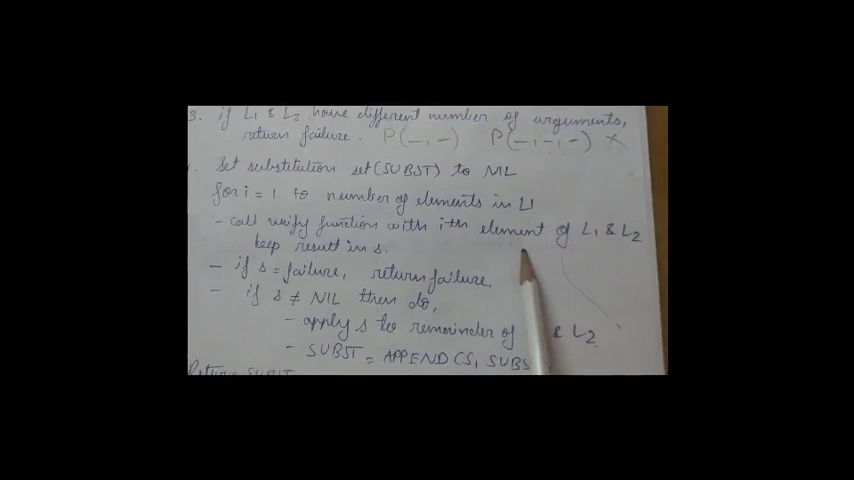 3. if L1 & L2 have different number of arguments,
return failure. P(-,-) P(-,-,-) X
. Set substitution set (SUBST) to NIL
for i = 1 to number of elements in L1
- call unify function with ith element of L1 & L2
keep result in s.
- if s = failure, return failure.
- if s ≠ NIL then do,
- apply s to remainder of & L2
- SUBST = APPEND (S, SUBS
Return SUBST